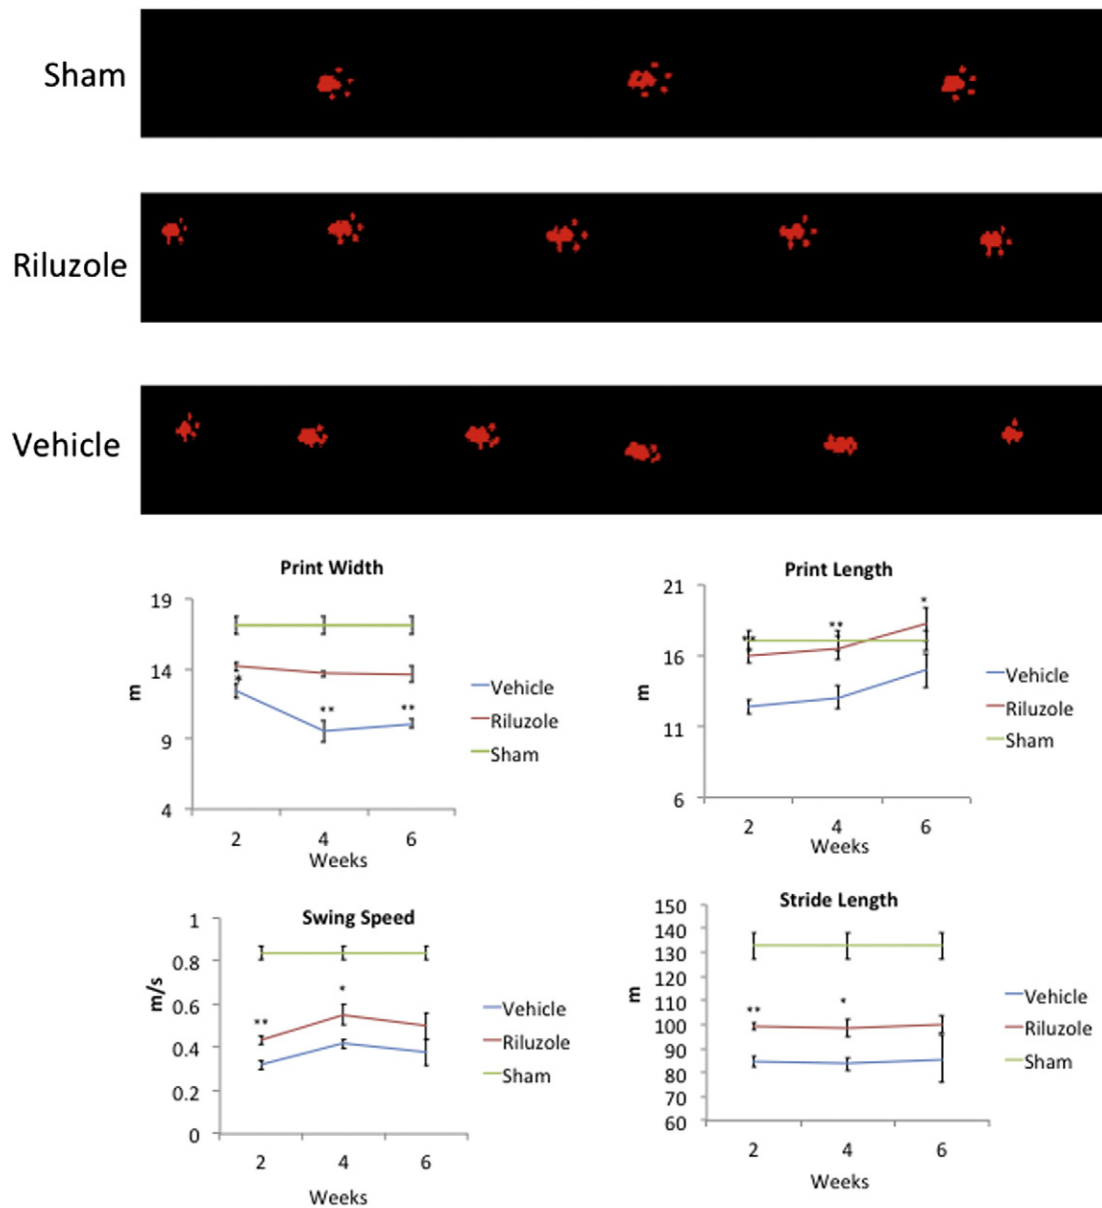 Sham
Riluzole
Vehicle
Print Width
19
14
9
4
m
*
**
**
2
4
6
Weeks
Vehicle
Riluzole
Sham
Print Length
21
16
11
6
m
**
*
**
*
*
2
4
6
Weeks
Vehicle
Riluzole
Sham
Swing Speed
1
0.8
0.6
0.4
0.2
0
m/s
**
*
2
4
6
Weeks
Vehicle
Riluzole
Sham
Stride Length
150
140
130
120
110
100
90
80
70
60
m
**
*
2
4
6
Weeks
Vehicle
Riluzole
Sham